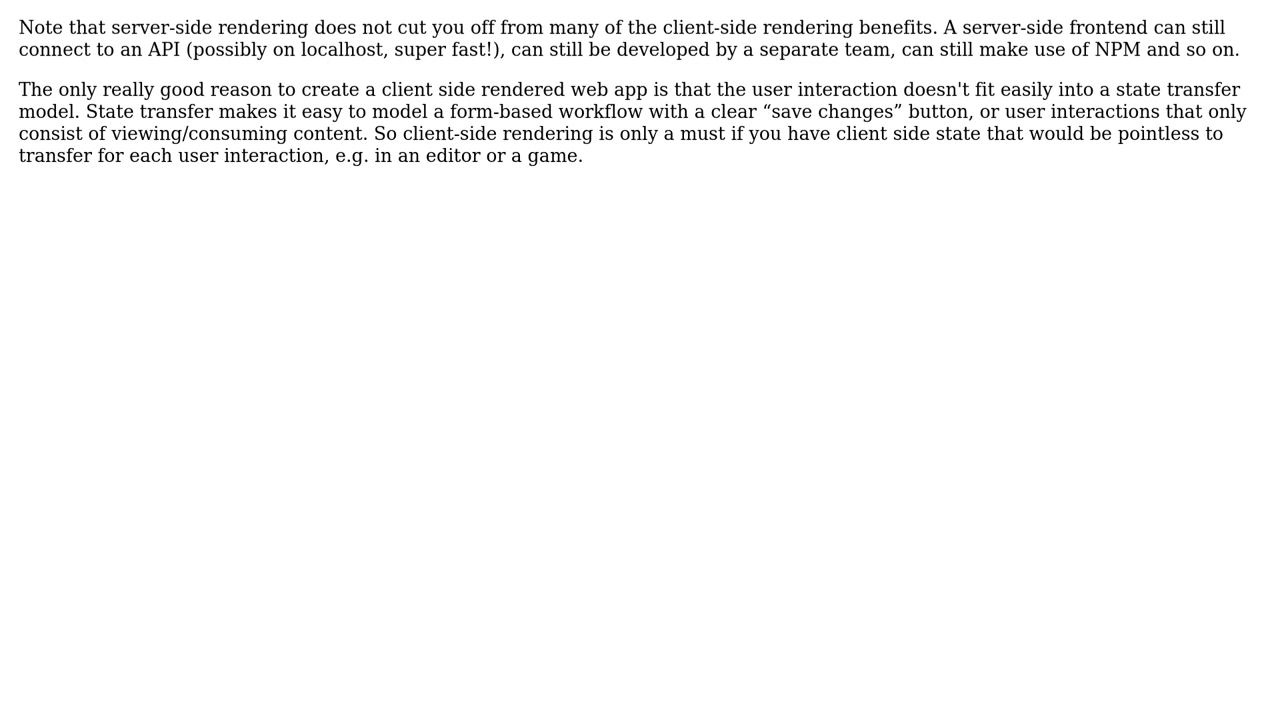 Note that server-side rendering does not cut you off from many of the client-side rendering benefits. A server-side frontend can still
connect to an API (possibly on localhost, super fast!), can still be developed by a separate team, can still make use of NPM and so on.
The only really good reason to create a client side rendered web app is that the user interaction doesn't fit easily into a state transfer
model. State transfer makes it easy to model a form-based workflow with a clear “save changes” button, or user interactions that only
consist of viewing/consuming content. So client-side rendering is only a must if you have client side state that would be pointless to
transfer for each user interaction, e.g. in an editor or a game.